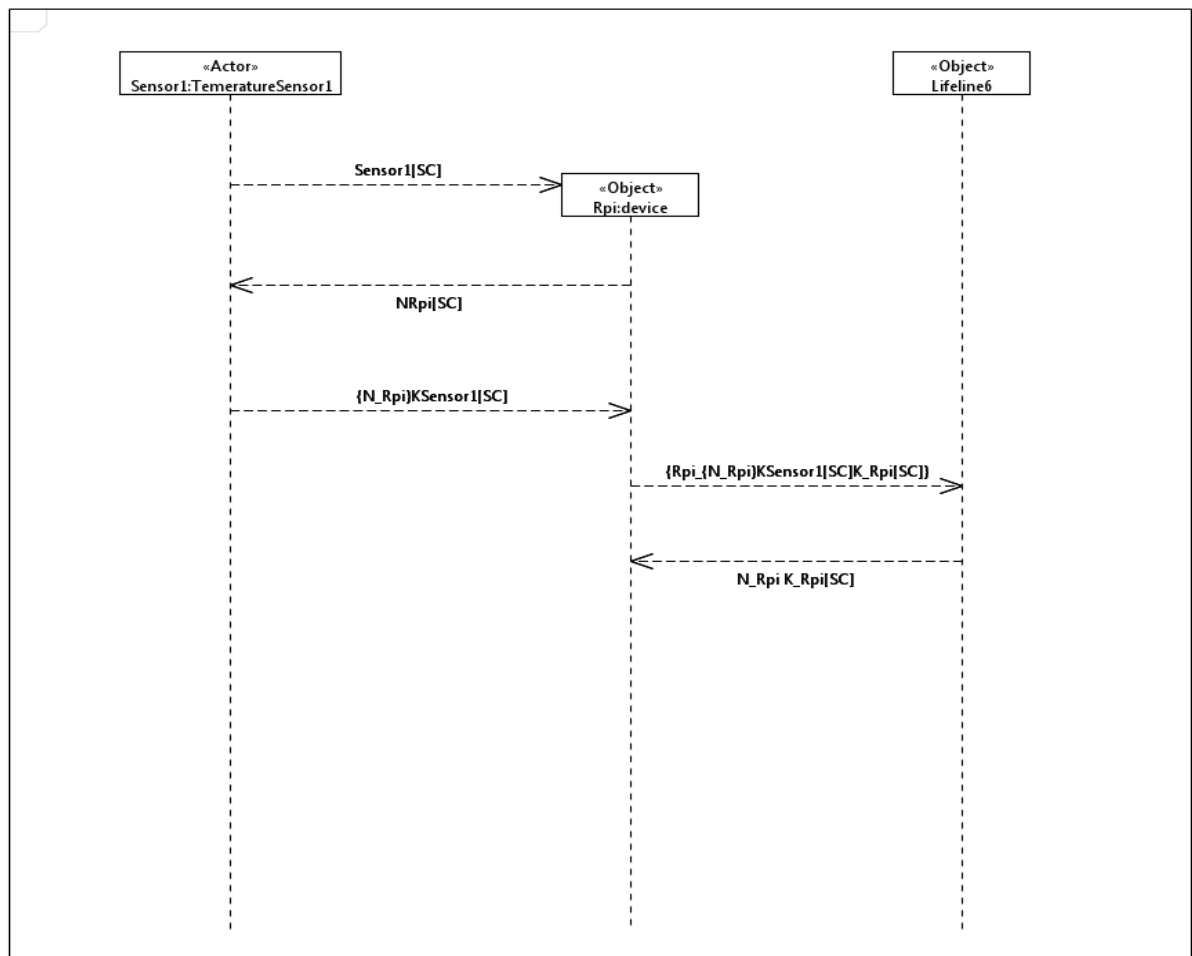 «Actor»
Sensor1:TemeratureSensor1
«Object»
Lifeline6
Sensor1[SC]
«Object»
Rpi:device
NRpi[SC]
{N_Rpi}KSensor1[SC]
{Rpi_{N_Rpi}KSensor1[SC]K_Rpi[SC]}
N_Rpi K_Rpi[SC]